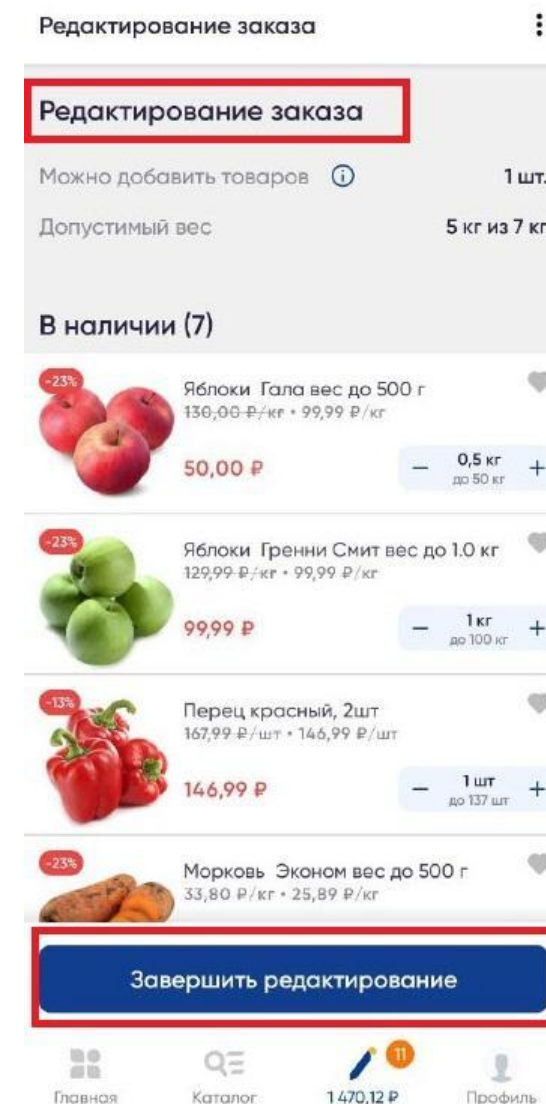 Редактирование заказа
Редактирование заказа
Можно добавить товаров 1 шт.
Допустимый вес 5 кг из 7 кг
В наличии (7)
-23%
Яблоки Гала вес до 500 г
130,00 ₽/кг • 99,99 ₽/кг
50,00 ₽ — 0,5 кг +
до 50 кг
-23%
Яблоки Гренни Смит вес до 1.0 кг
129,99 ₽/кг • 99,99 ₽/кг
99,99 ₽ — 1 кг +
до 100 кг
-13%
Перец красный, 2шт
167,99 ₽/шт • 146,99 ₽/шт
146,99 ₽ — 1 шт +
до 137 шт
-23%
Морковь Эконом вес до 500 г
33,80 ₽/кг • 25,89 ₽/кг
Завершить редактирование
11
Главная Каталог 1 470,12 ₽ Профиль